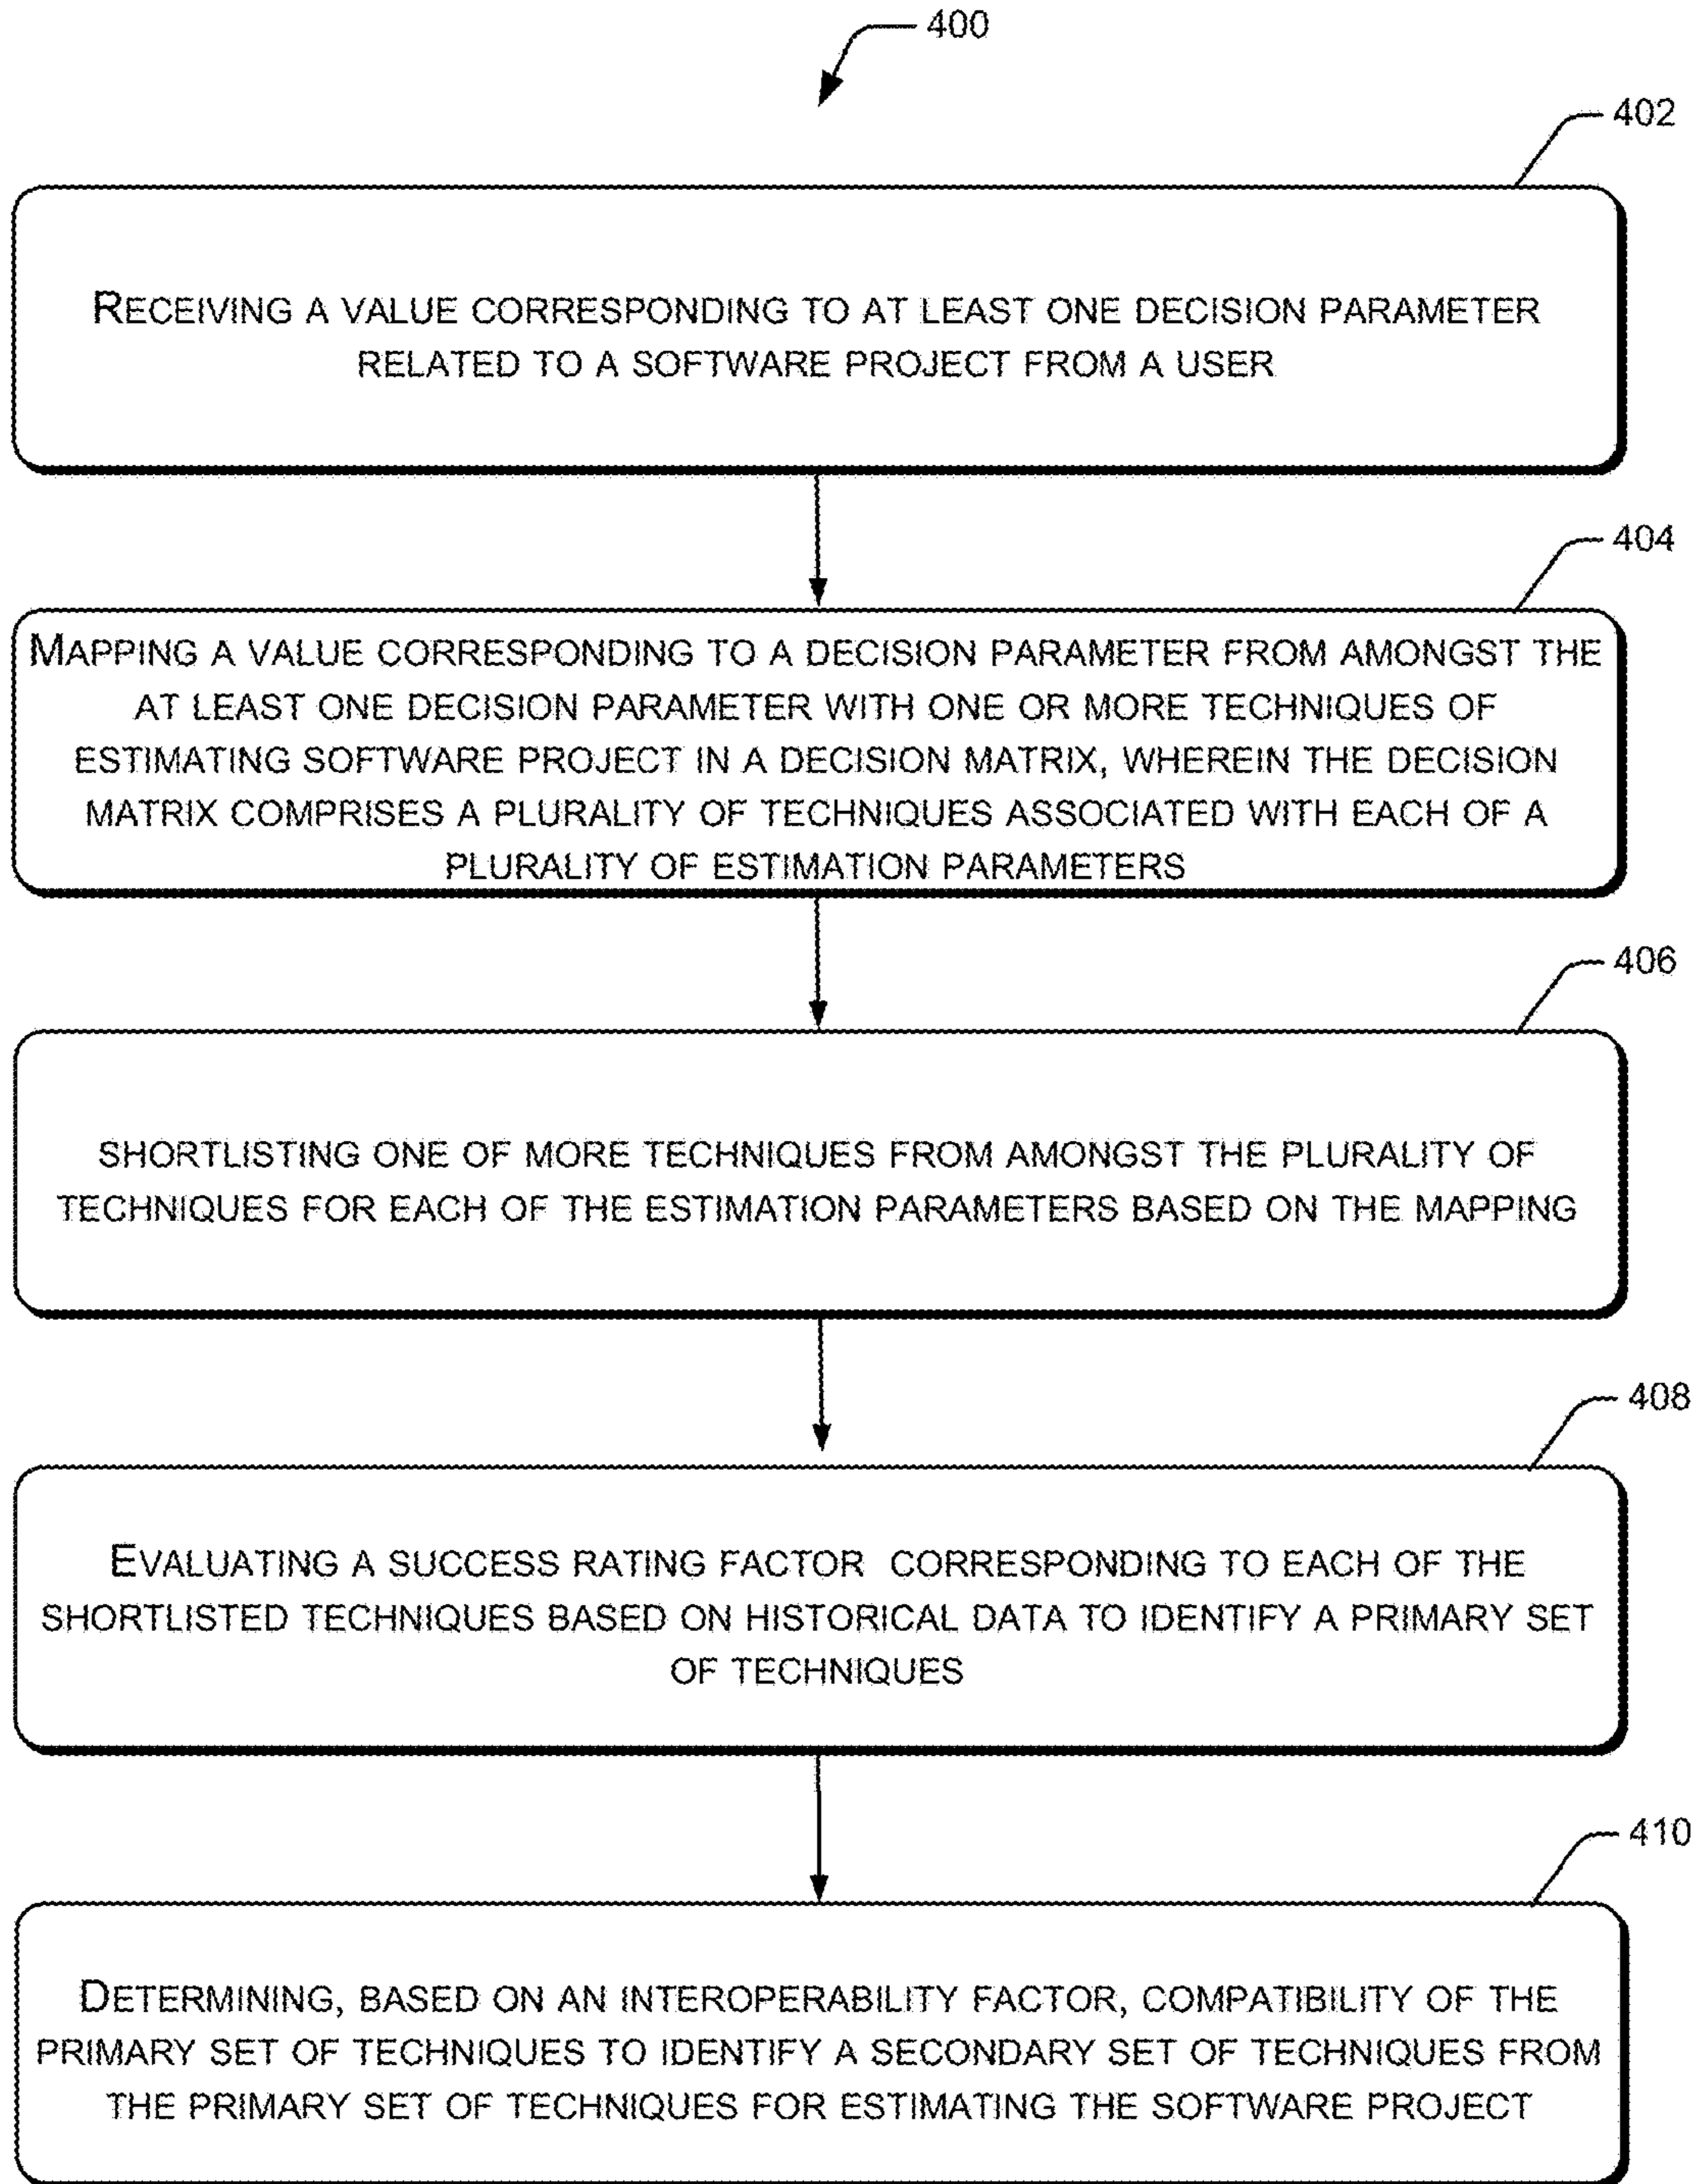 400
402
RECEIVING A VALUE CORRESPONDING TO AT LEAST ONE DECISION PARAMETER
RELATED TO A SOFTWARE PROJECT FROM A USER
404
MAPPING A VALUE CORRESPONDING TO A DECISION PARAMETER FROM AMONGST THE
AT LEAST ONE DECISION PARAMETER WITH ONE OR MORE TECHNIQUES OF
ESTIMATING SOFTWARE PROJECT IN A DECISION MATRIX, WHEREIN THE DECISION
MATRIX COMPRISES A PLURALITY OF TECHNIQUES ASSOCIATED WITH EACH OF A
PLURALITY OF ESTIMATION PARAMETERS
406
SHORTLISTING ONE OF MORE TECHNIQUES FROM AMONGST THE PLURALITY OF
TECHNIQUES FOR EACH OF THE ESTIMATION PARAMETERS BASED ON THE MAPPING
408
EVALUATING A SUCCESS RATING FACTOR CORRESPONDING TO EACH OF THE
SHORTLISTED TECHNIQUES BASED ON HISTORICAL DATA TO IDENTIFY A PRIMARY SET
OF TECHNIQUES
410
DETERMINING, BASED ON AN INTEROPERABILITY FACTOR, COMPATIBILITY OF THE
PRIMARY SET OF TECHNIQUES TO IDENTIFY A SECONDARY SET OF TECHNIQUES FROM
THE PRIMARY SET OF TECHNIQUES FOR ESTIMATING THE SOFTWARE PROJECT